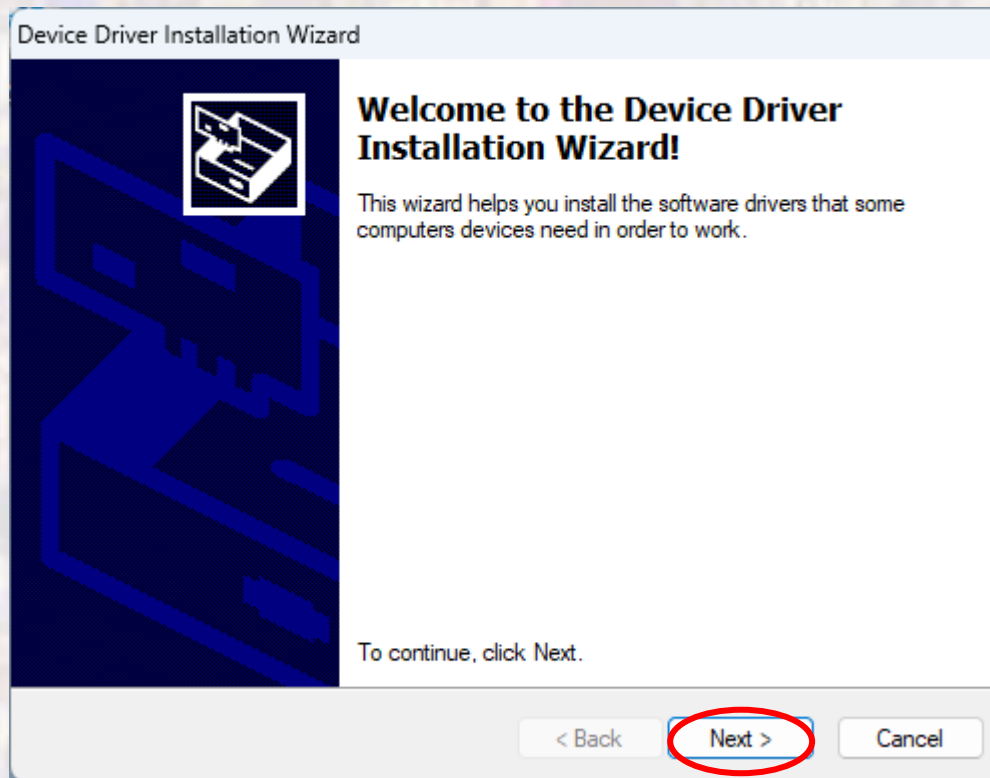 Device Driver Installation Wizard
Welcome to the Device Driver
Installation Wizard!
This wizard helps you install the software drivers that some
computers devices need in order to work.
To continue, click Next.
< Back Next > Cancel